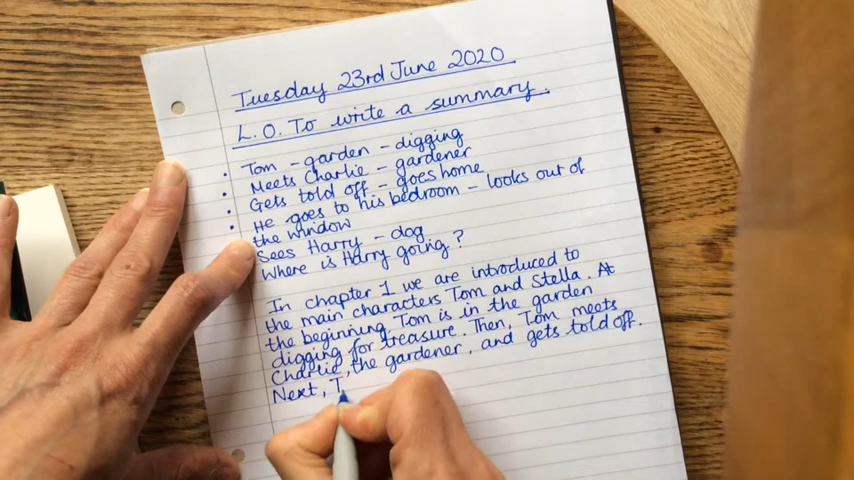 Tuesday 23rd June 2020
L.O. To write a summary.
• Tom - garden - digging
• Meets Charlie - gardener
• Gets told off - goes home
• He goes to his bedroom - looks out of
the window
Sees Harry - dog
Where is Harry going?
In chapter 1 we are introduced to
the main characters Tom and Stella. At
the beginning Tom is in the garden
digging for treasure. Then, Tom meets
Charlie, the gardener, and gets told off.
Next, T